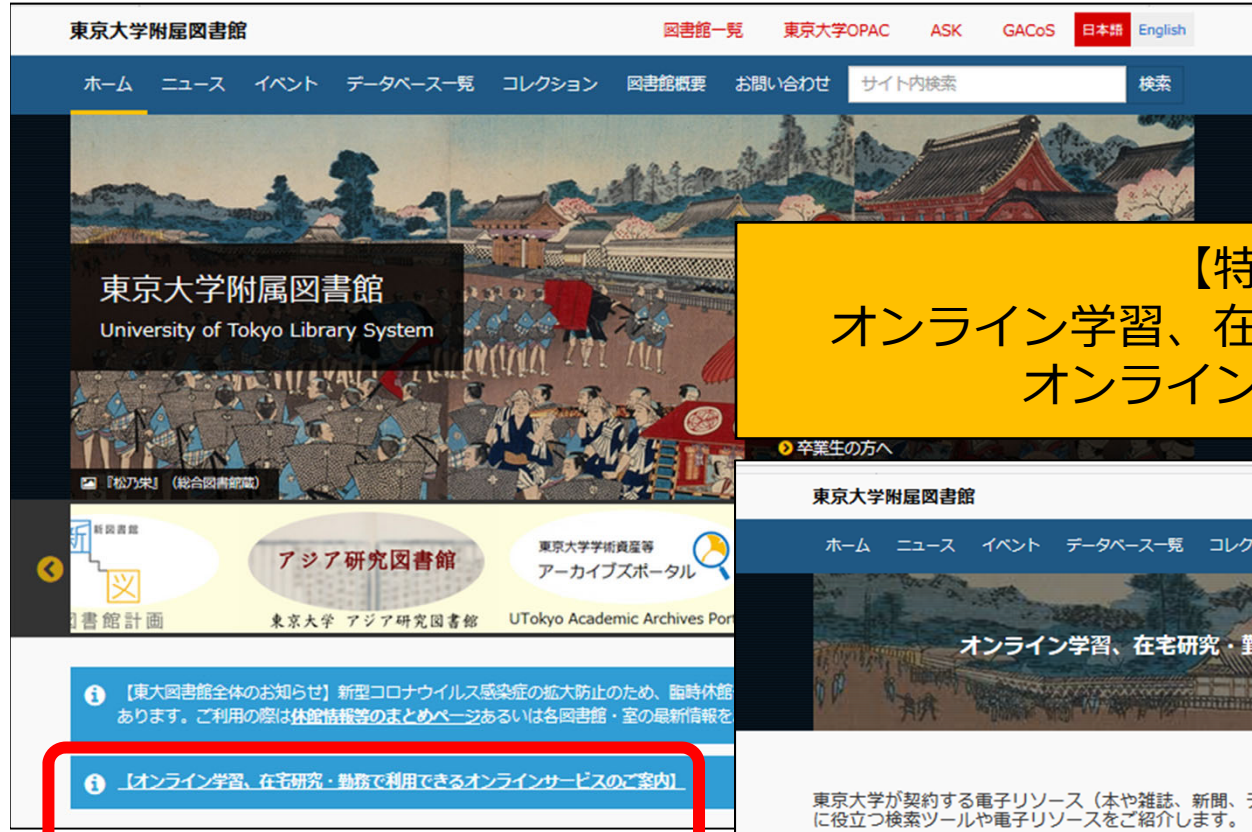 東京大学附属図書館
図書館一覧 東京大学OPAC ASK GACoS 日本語 English
ホーム ニュース イベント データベース一覧 コレクション 図書館概要 お問い合わせ サイト内検索 検索
東京大学附属図書館
University of Tokyo Library System
『松乃栄』（総合図書館蔵）
【特
オンライン学習、在
オンライン
卒業生の方へ
新図書館
新
図
図書館計画
アジア研究図書館
東京大学 アジア研究図書館
東京大学学術資産等
アーカイブズポータル
UTokyo Academic Archives Por
【東大図書館全体のお知らせ】新型コロナウイルス感染症の拡大防止のため、臨時休館
あります。ご利用の際は休館情報等のまとめページあるいは各図書館・室の最新情報を
【オンライン学習、在宅研究・勤務で利用できるオンラインサービスのご案内】
東京大学附属図書館
ホーム ニュース イベント データベース一覧 コレク
オンライン学習、在宅研究・
東京大学が契約する電子リソース（本や雑誌、新聞、
に役立つ検索ツールや電子リソースをご紹介します。